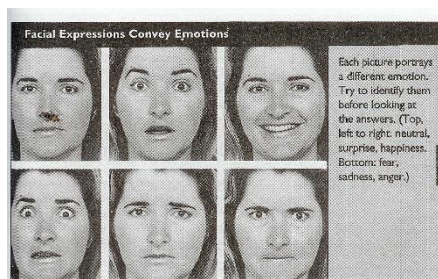 Facial Expressions Convey Emotions
Each picture portrays
a different emotion.
Try to identify them
before looking at
the answers. (Top,
left to right: neutral,
surprise, happiness.
Bottom: fear,
sadness, anger.)